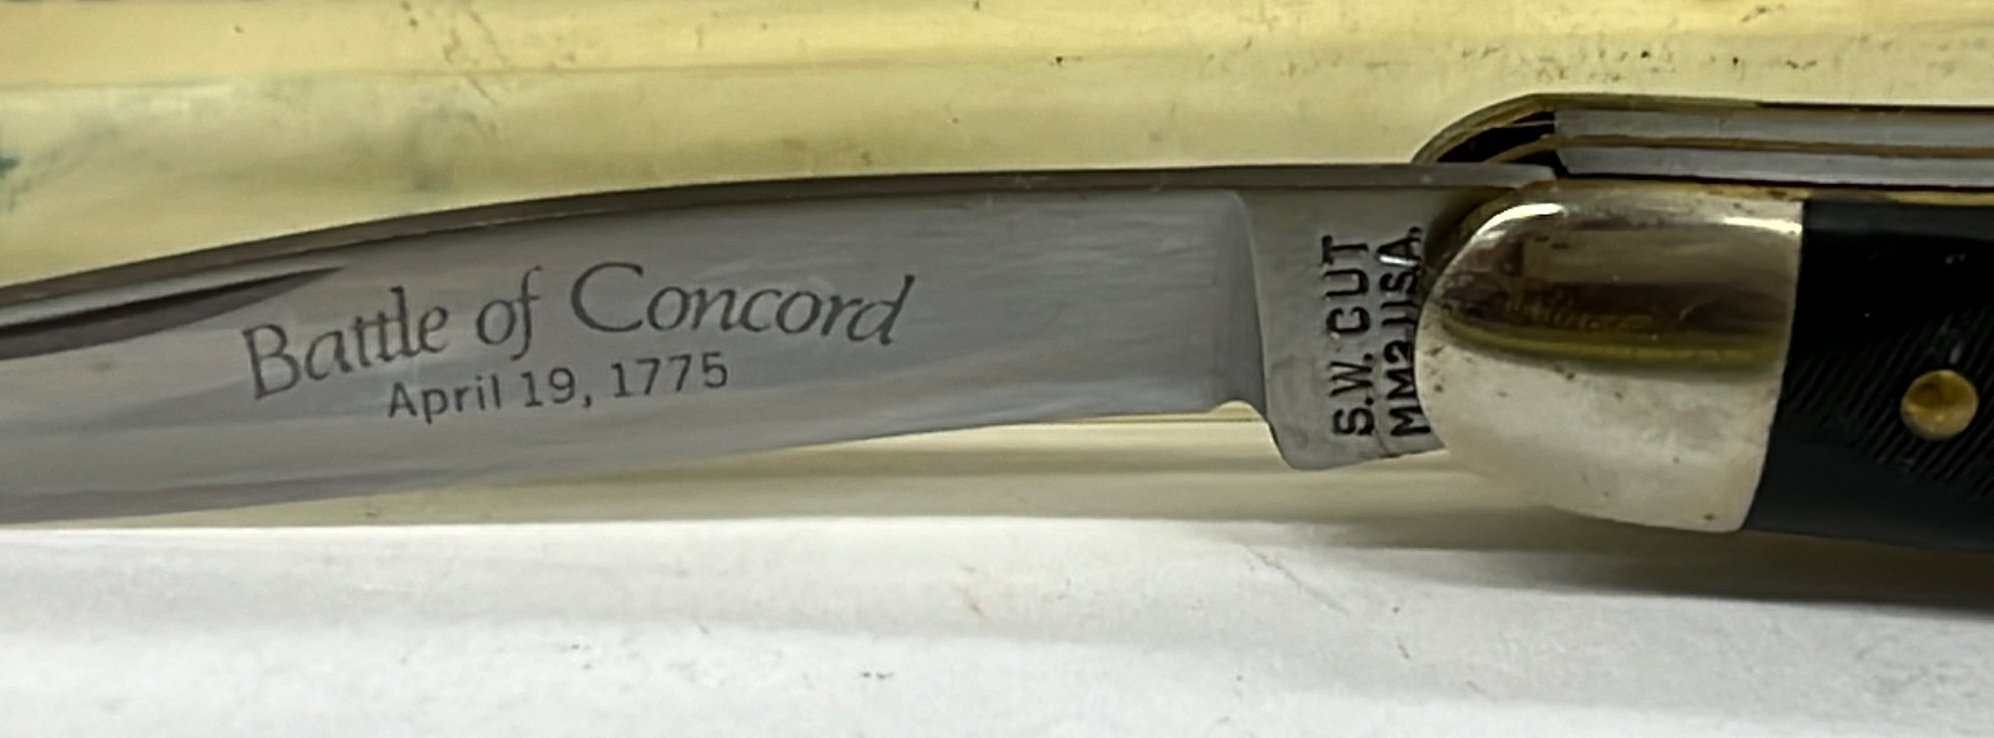 Battle of Concord
April 19, 1775
S.W. CUT
MM2 USA